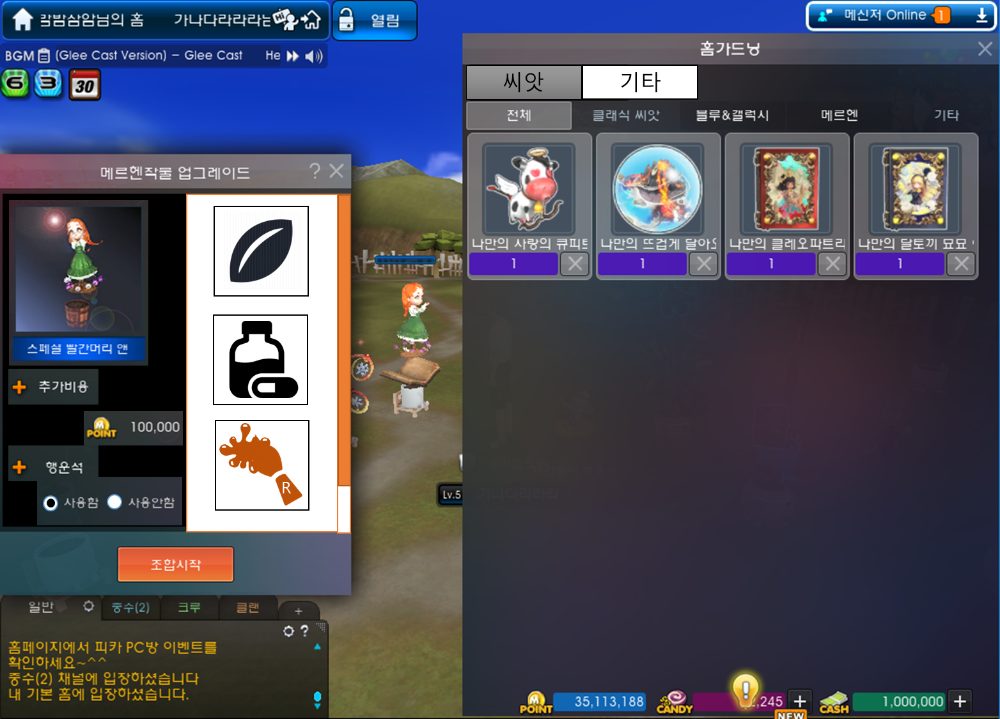 칼밤삼암님의 홈
가나다라라라는
열림
메신저 Online 1
BGM (Glee Cast Version) – Glee Cast He
6 3 30
홈가드닝
씨앗 기타
전체 클래식 씨앗 블루&갤럭시 메르헨 기타
나만의 사랑의 큐피트
나만의 뜨겁게 달아오
나만의 클레오파트라
나만의 달토끼 묘묘
1 1 1 1
메르헨작물 업그레이드 ?
스페셜 빨간머리 앤
추가비용
M POINT 100,000
행운석
사용함 사용안함
R
조합시작
Lv.5
일반 중수(2) 크루 클랜 +
?
홈페이지에서 피카 PC방 이벤트를
확인하세요~^^
중수(2) 채널에 입장하셨습니다
내 기본 홈에 입장하셨습니다.
M POINT 35,113,188 CANDY ,245 + CASH 1,000,000 +
NEW